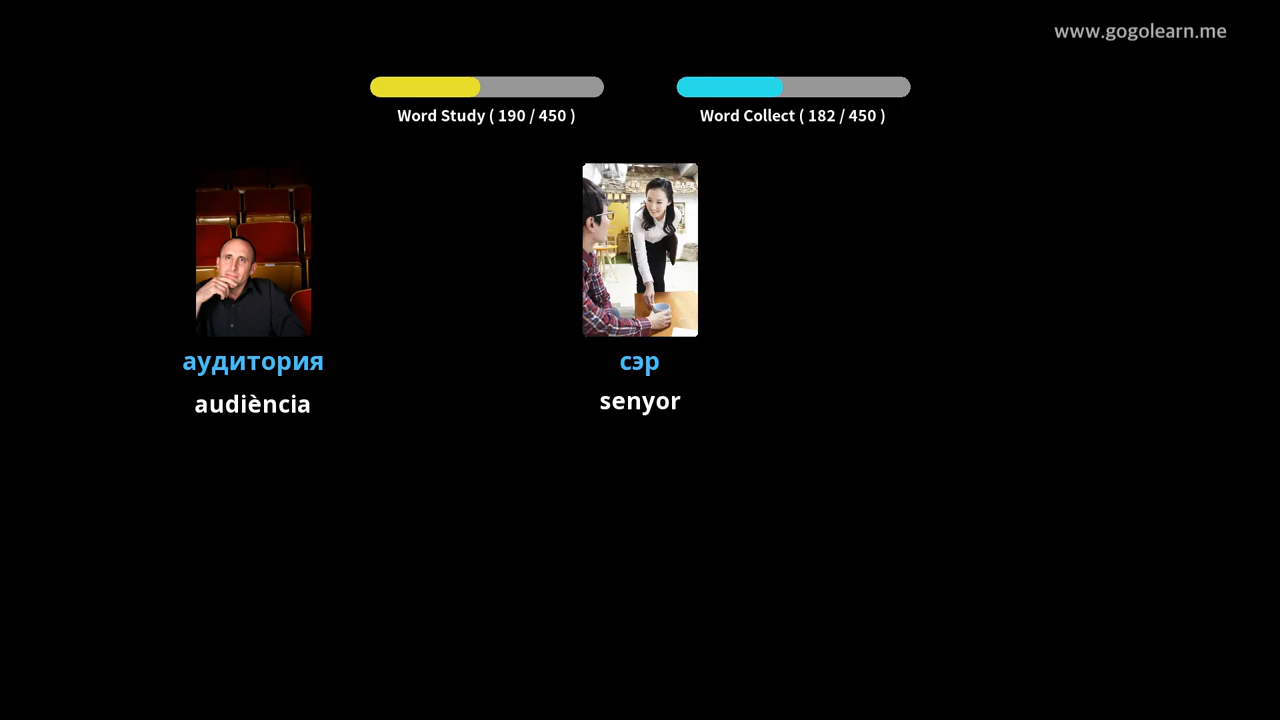 www.gogolearn.me
Word Study ( 190 / 450 )
Word Collect ( 182 / 450 )
аудитория
audiència
сэр
senyor